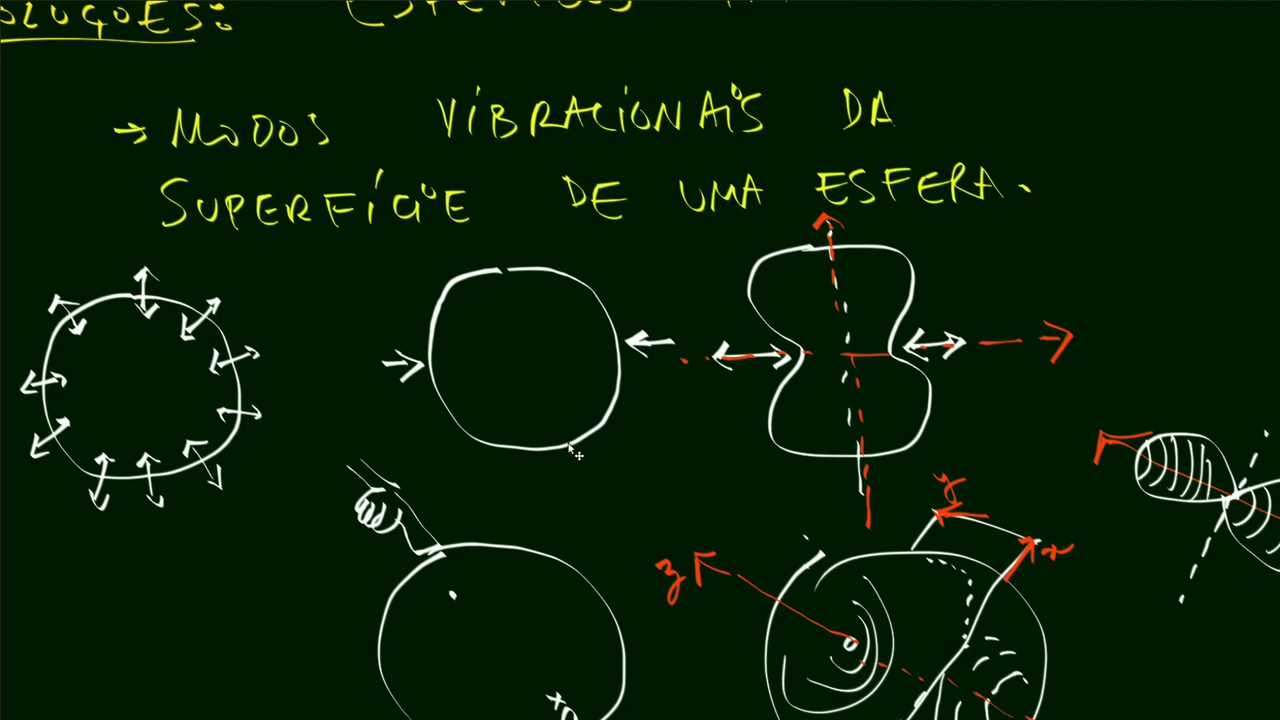 → MODOS VIBRACIONAIS DA
SUPERFÍCIE DE UMA ESFERA.
y
x
z